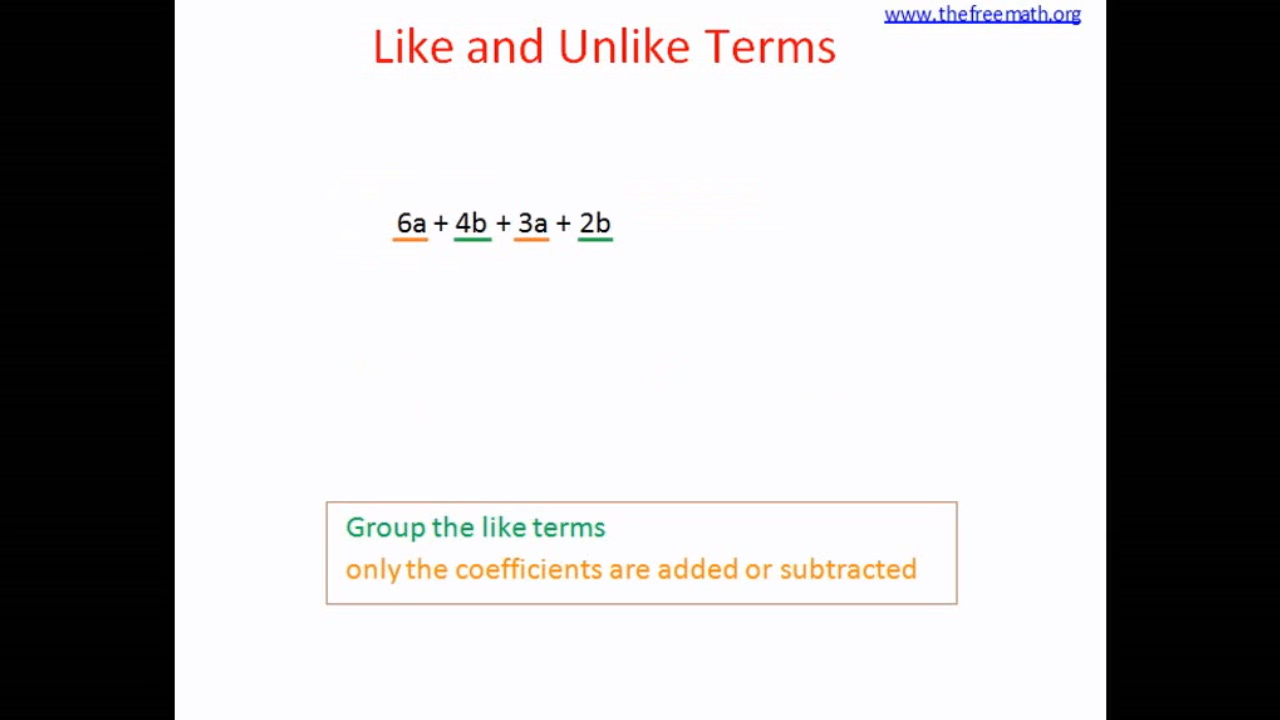 www.thefreemath.org
Like and Unlike Terms
6a + 4b + 3a + 2b
Group the like terms
only the coefficients are added or subtracted